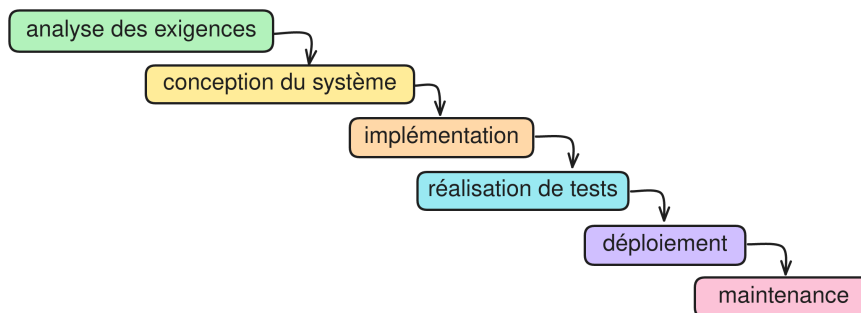 analyse des exigences
conception du système
implémentation
réalisation de tests
déploiement
maintenance